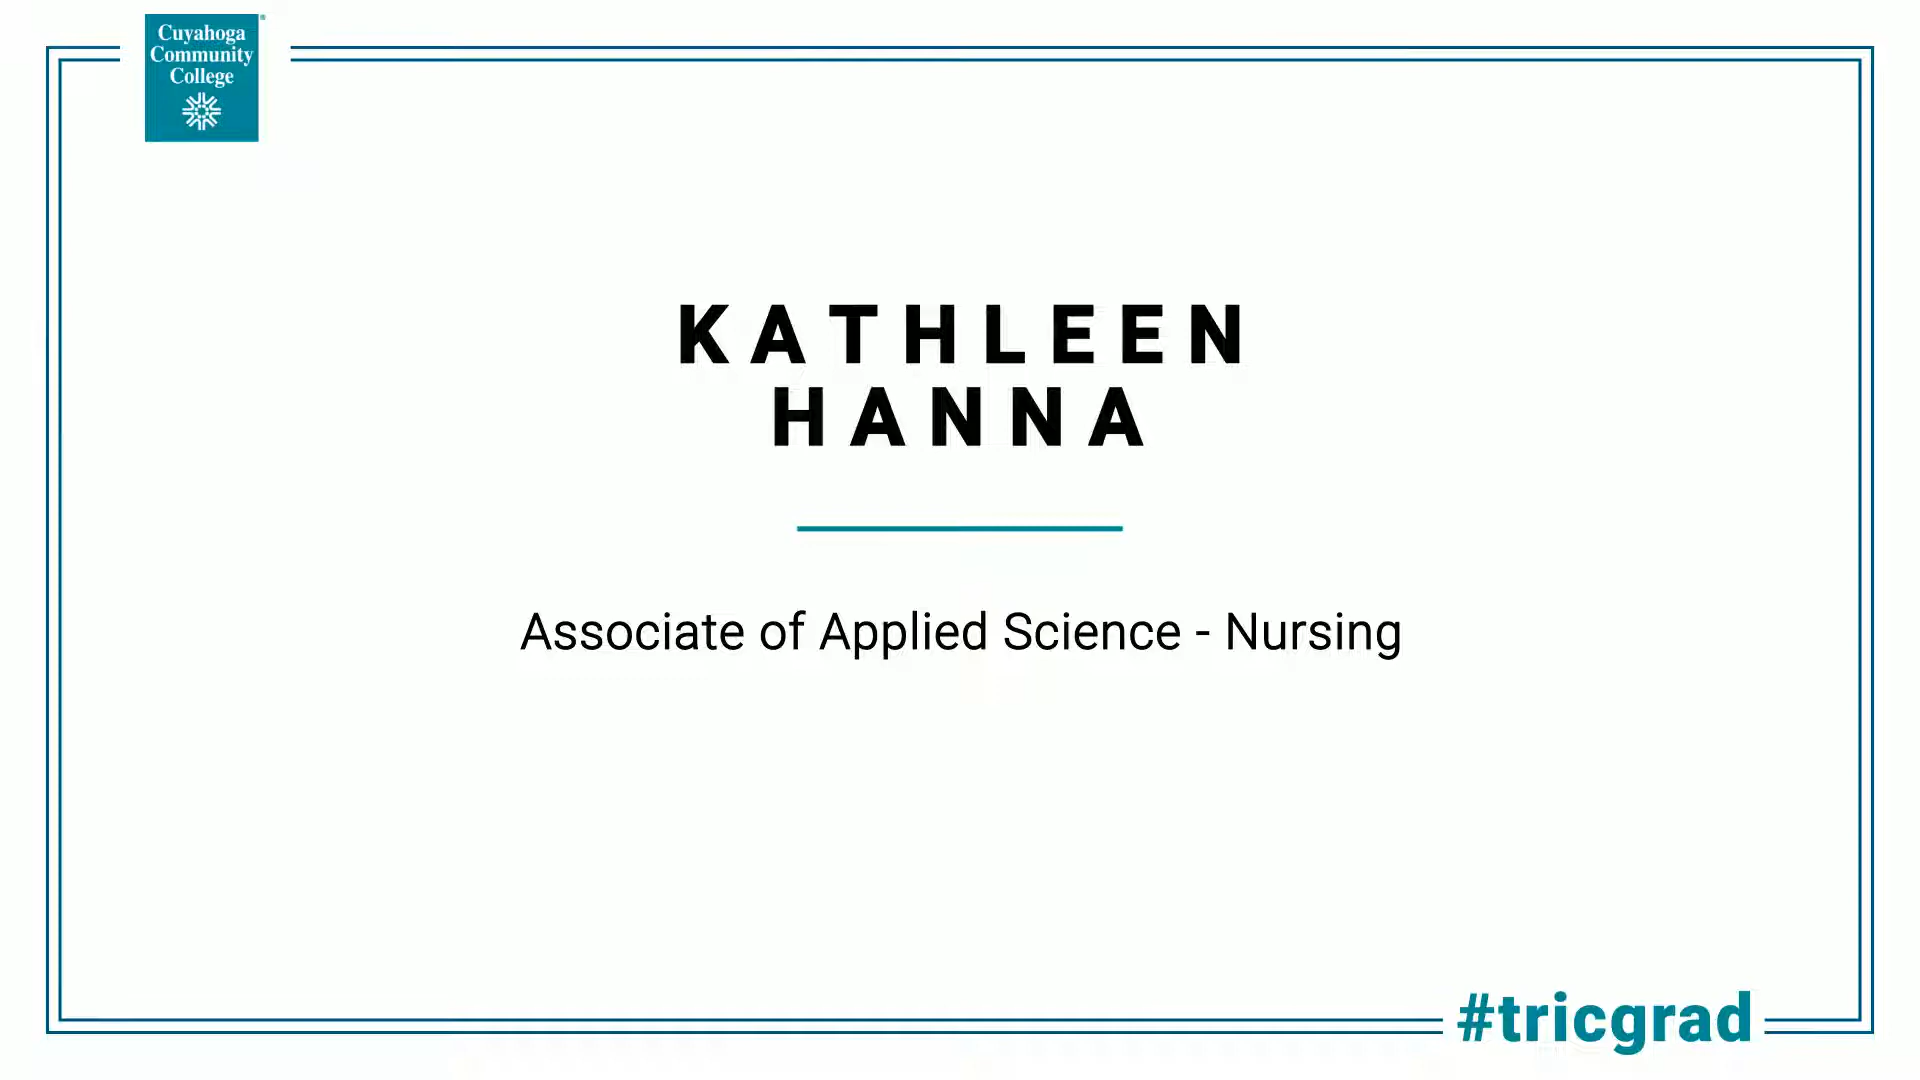 Cuyahoga
Community
College
KATHLEEN
HANNA
Associate of Applied Science - Nursing
#tricgrad